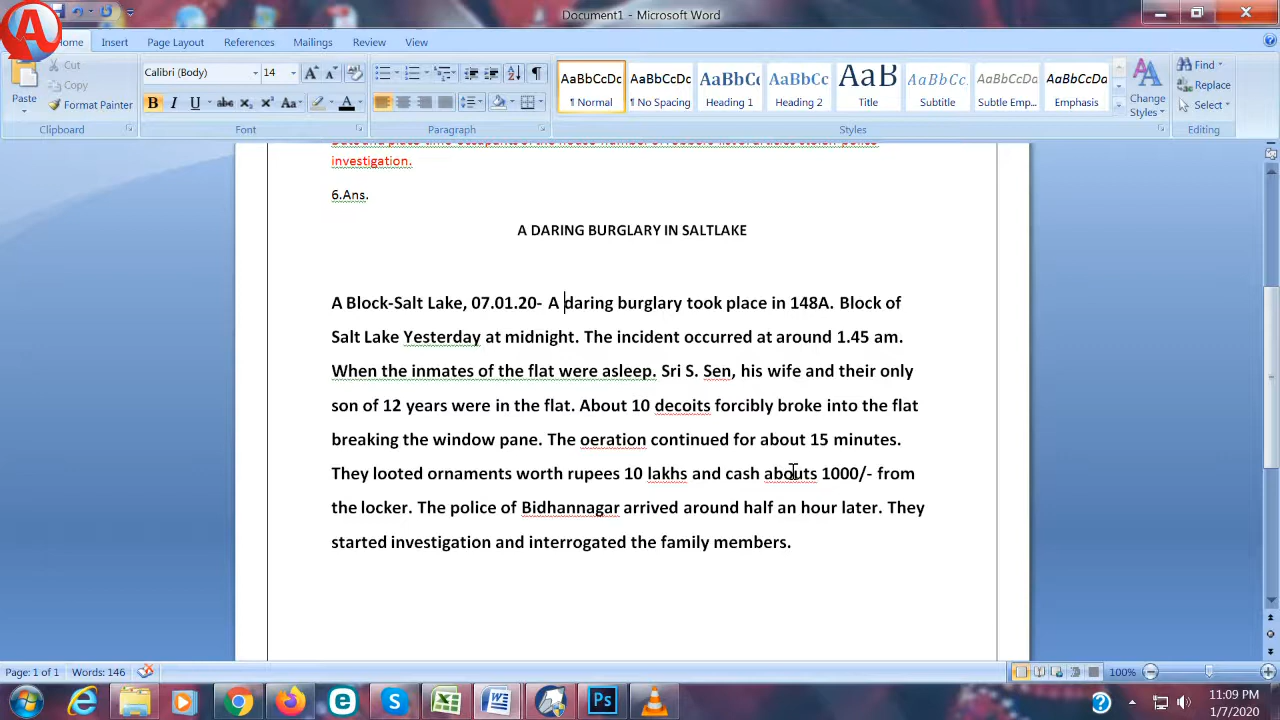 Document1 - Microsoft Word
Insert Page Layout References Mailings Review View
Cut
Copy
Format Painter
Paste
Calibri (Body) 14
AaBbCcDc AaBbCcDc AaBbCc AaBbCc AaB AaBbCc. AaBbCcDc AaBbCcDc
¶ Normal ¶ No Spacing Heading 1 Heading 2 Title Subtitle Subtle Emp... Emphasis
Change Styles
Find
Replace
Select
Clipboard Font Paragraph Styles Editing
investigation.
6.Ans.
A DARING BURGLARY IN SALTLAKE
A Block-Salt Lake, 07.01.20- A daring burglary took place in 148A. Block of
Salt Lake Yesterday at midnight. The incident occurred at around 1.45 am.
When the inmates of the flat were asleep. Sri S. Sen, his wife and their only
son of 12 years were in the flat. About 10 decoits forcibly broke into the flat
breaking the window pane. The oeration continued for about 15 minutes.
They looted ornaments worth rupees 10 lakhs and cash abouts 1000/- from
the locker. The police of Bidhannagar arrived around half an hour later. They
started investigation and interrogated the family members.
Page: 1 of 1 Words: 146 100%
11:09 PM
1/7/2020